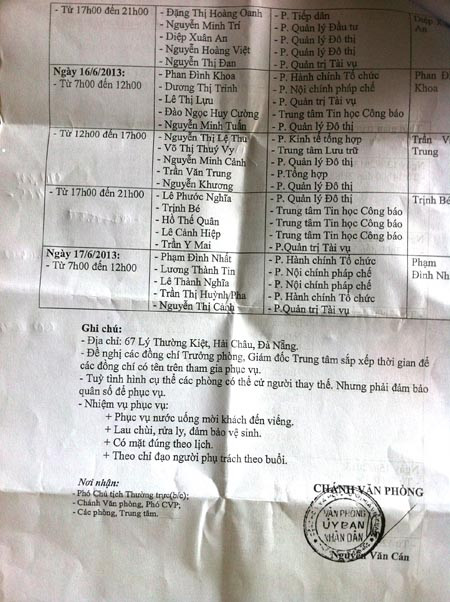 - Từ 17h00 đến 21h00 - Đặng Thị Hoàng Oanh - P. Tiếp dân
- Nguyễn Minh Trí - P. Quản lý Đầu tư Diệp Xuân
- Diệp Xuân An - P. Quản lý Đô thị An
- Nguyễn Hoàng Việt - P. Quản lý Đô thị
- Nguyễn Thị Đan - P. Quản trị Tài vụ
Ngày 16/6/2013: - Phan Đình Khoa - P. Hành chính Tổ chức Phan Đì
- Từ 7h00 đến 12h00 - Dương Thị Trinh - P. Nội chính pháp chế Khoa
- Lê Thị Lựu - P. Quản trị Tài vụ
- Đào Ngọc Huy Cường - Trung tâm Tin học Công báo
- Nguyễn Minh Tuấn - P. Quản lý Đô thị
- Từ 12h00 đến 17h00 - Nguyễn Thị Lệ Thu - P. Kinh tế tổng hợp Trần Vă
- Võ Thị Thuý Vy - Trung tâm Lưu trữ Trung
- Nguyễn Minh Cảnh - P. Quản lý Đô thị
- Trần Văn Trung - P.Tổng hợp
- Nguyễn Khương - P. Quản lý Đô thị
- Từ 17h00 đến 21h00 - Lê Phước Nghĩa - P. Quản lý Đô thị Trịnh Bé
- Trịnh Bé - Trung tâm Tin học Công báo
- Hồ Thế Quân - Trung tâm Tin học Công báo
- Lê Cảnh Hiệp - Trung tâm Tin học Công báo
- Trần Y Mai - P.Quản trị Tài vụ
Ngày 17/6/2013: - Phạm Đình Nhất - P. Hành chính Tổ chức Phạm
- Từ 7h00 đến 12h00 - Lương Thành Tin - P. Nội chính pháp chế Đình Nh
- Lê Thành Nghĩa - P. Quản lý Đô thị
- Trần Thị Huỳnh Pha - P. Hành chính Tổ chức
- Nguyễn Thị Cảnh - P.Quản trị Tài vụ
Ghi chú:
- Địa chỉ: 67 Lý Thường Kiệt, Hải Châu, Đà Nẵng.
- Đề nghị các đồng chí Trưởng phòng, Giám đốc Trung tâm sắp xếp thời gian để
các đồng chí có tên trên tham gia phục vụ.
- Tuỳ tình hình cụ thể các phòng có thể cử người thay thế. Nhưng phải đảm bảo
quân số để phục vụ.
- Nhiệm vụ phục vụ:
+ Phục vụ nước uống mời khách đến viếng.
+ Lau chùi, rửa ly, đảm bảo vệ sinh.
+ Có mặt đúng theo lịch.
+ Theo chỉ đạo người phụ trách theo buổi.
Nơi nhận:
- Phó Chủ tịch Thường trực(b/c);
- Chánh Văn phòng, Phó CVP;
- Các phòng, Trung tâm.
CHÁNH VĂN PHÒNG
VĂN PHÒNG
ỦY BAN
NHÂN DÂN
Nguyễn Văn Cán